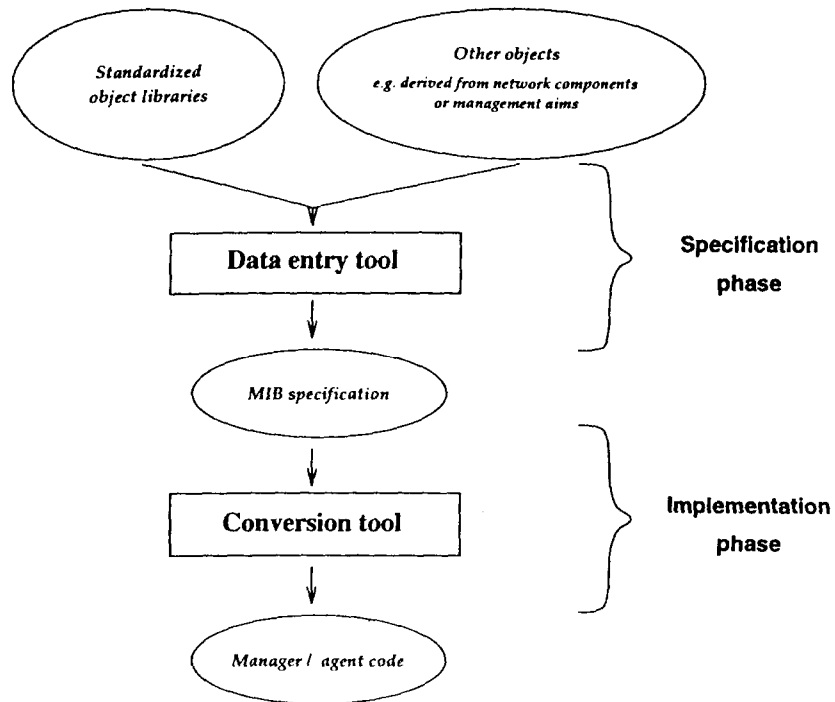 Standardized
object libraries
Other objects
e.g. derived from network components
or management aims
Data entry tool
Specification
phase
MIB specification
Conversion tool
Implementation
phase
Manager / agent code